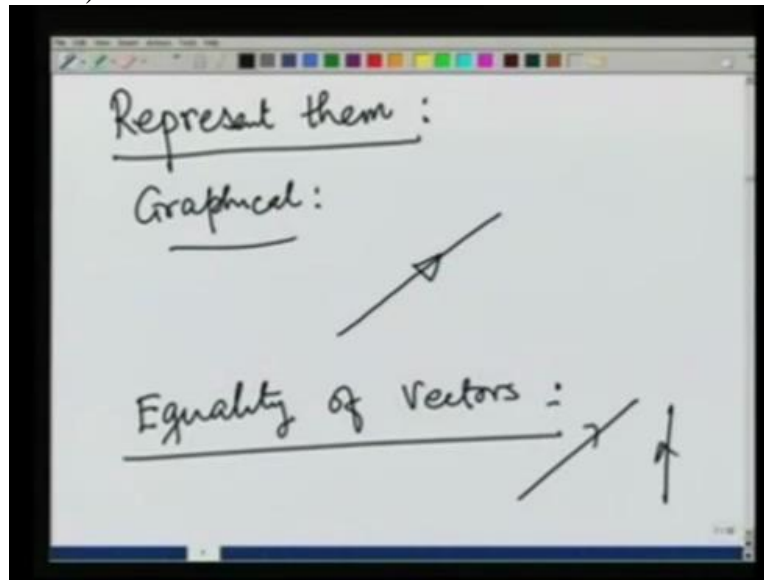 Represent them :
Graphical :
Equality of Vectors :